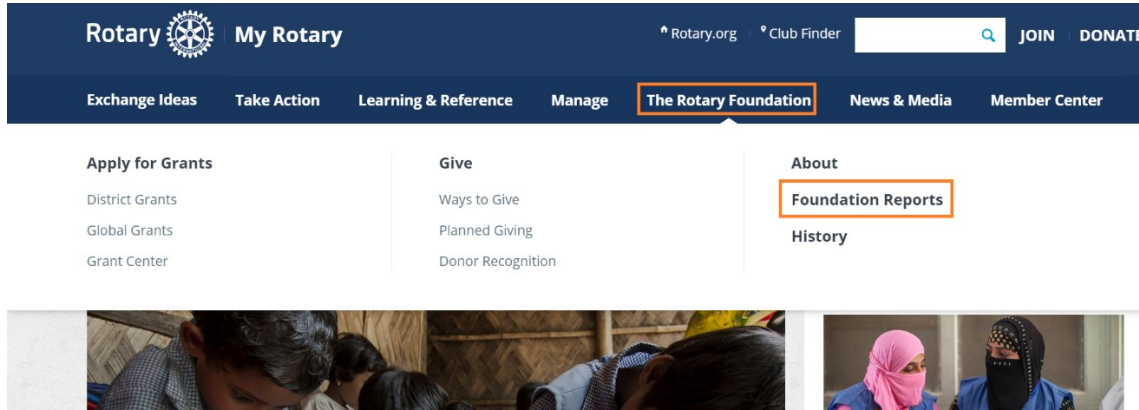 Rotary My Rotary
Rotary.org Club Finder JOIN DONATE
Exchange Ideas Take Action Learning & Reference Manage The Rotary Foundation News & Media Member Center
Apply for Grants
District Grants
Global Grants
Grant Center
Give
Ways to Give
Planned Giving
Donor Recognition
About
Foundation Reports
History